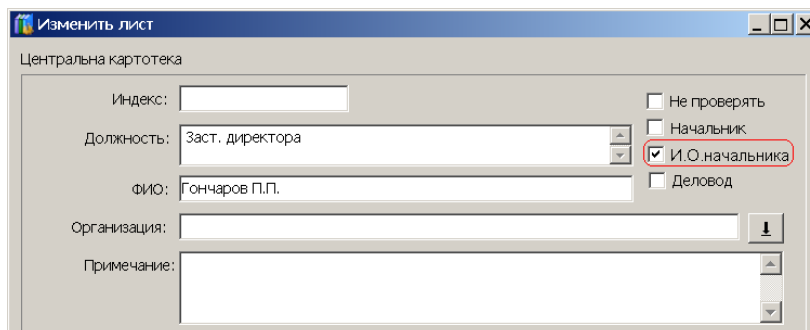 Изменить лист
Центральна картотека
Индекс:
Не проверять
Начальник
Должность: Заст. директора
И.О.начальника
ФИО: Гончаров П.П.
Деловод
Организация:
Примечание: